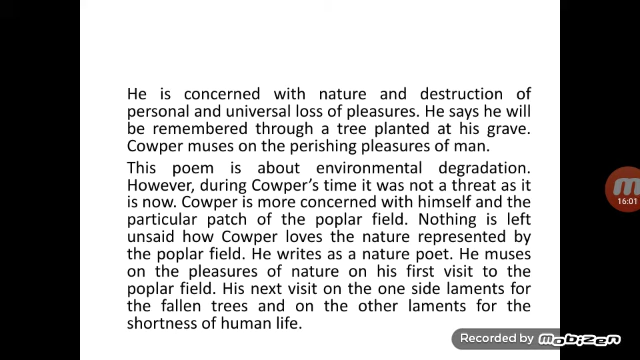 He is concerned with nature and destruction of
personal and universal loss of pleasures. He says he will
be remembered through a tree planted at his grave.
Cowper muses on the perishing pleasures of man.
This poem is about environmental degradation.
However, during Cowper's time it was not a threat as it
is now. Cowper is more concerned with himself and the
particular patch of the poplar field. Nothing is left
unsaid how Cowper loves the nature represented by
the poplar field. He writes as a nature poet. He muses
on the pleasures of nature on his first visit to the
poplar field. His next visit on the one side laments for
the fallen trees and on the other laments for the
shortness of human life.
16:01
Recorded by MOBIZEN